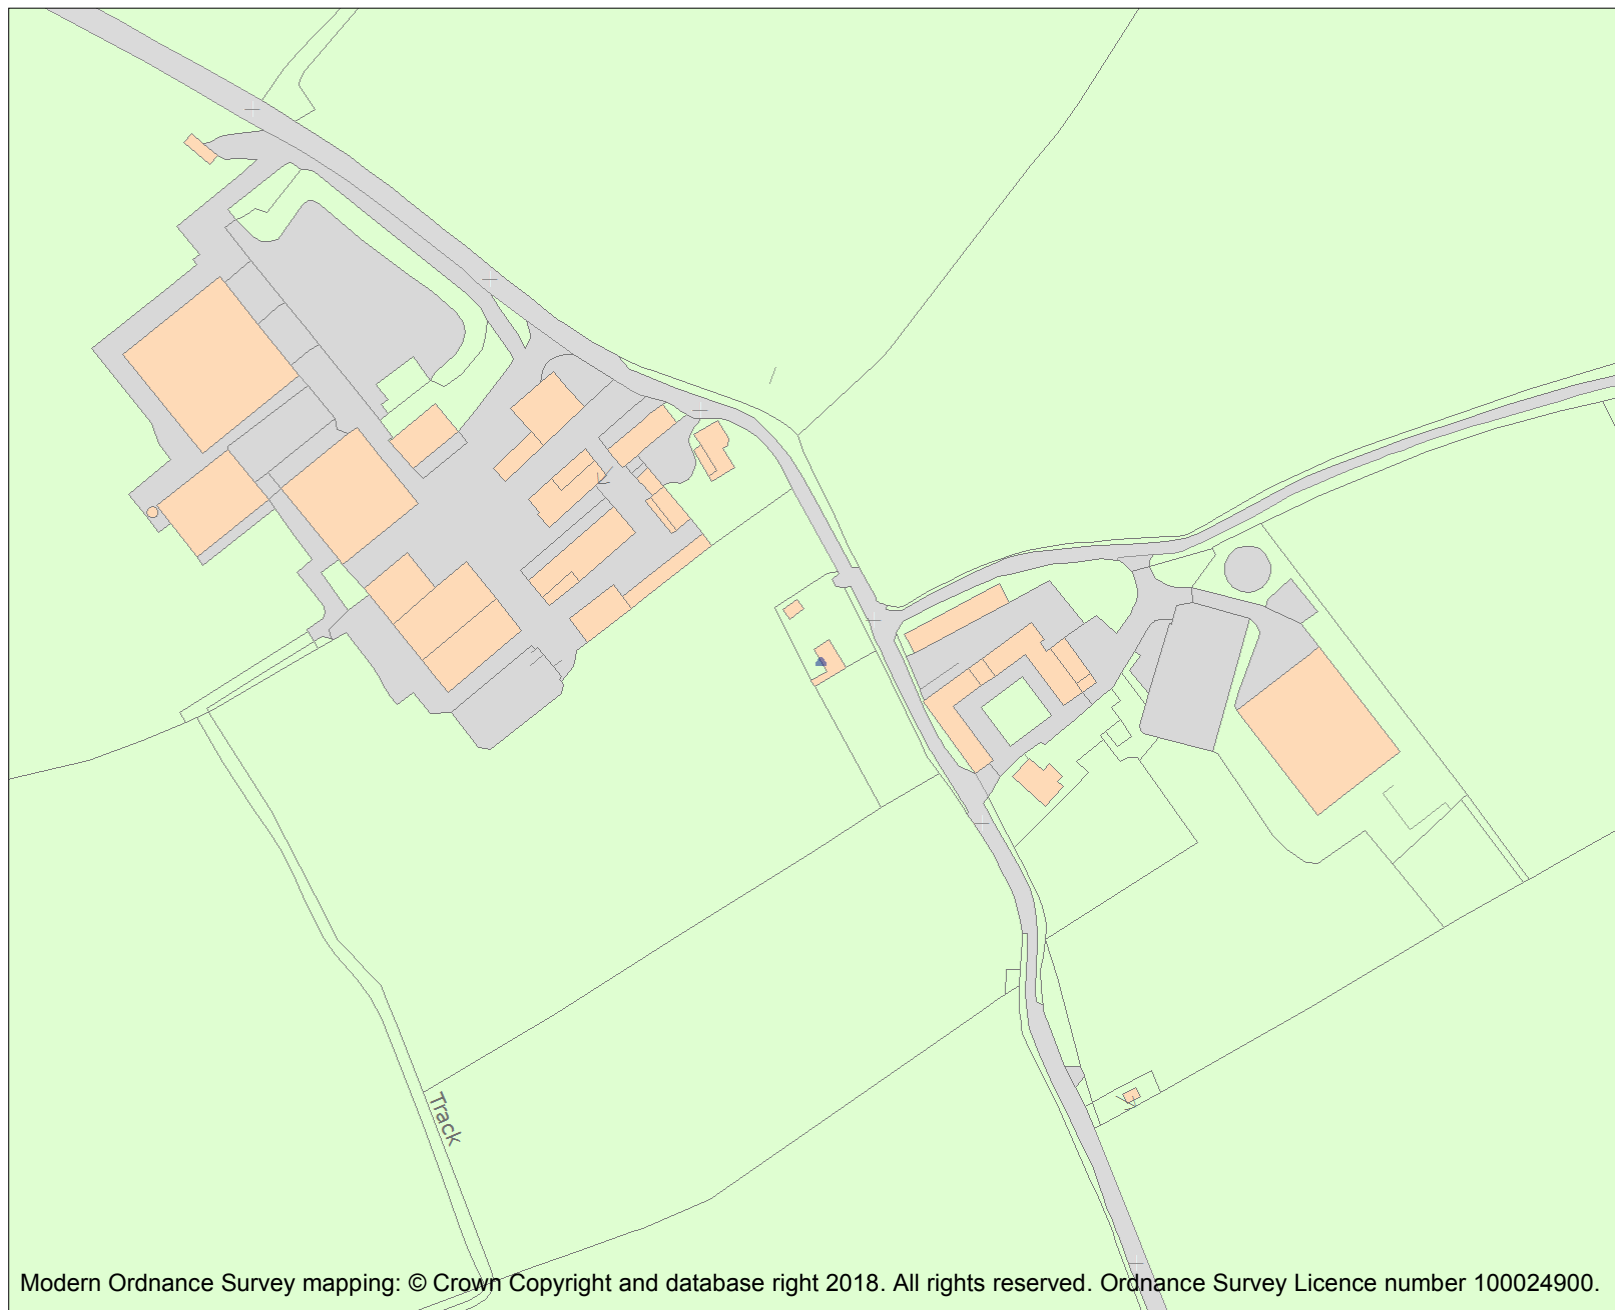 Track
Modern Ordnance Survey mapping: © Crown Copyright and database right 2018. All rights reserved. Ordnance Survey Licence number 100024900.